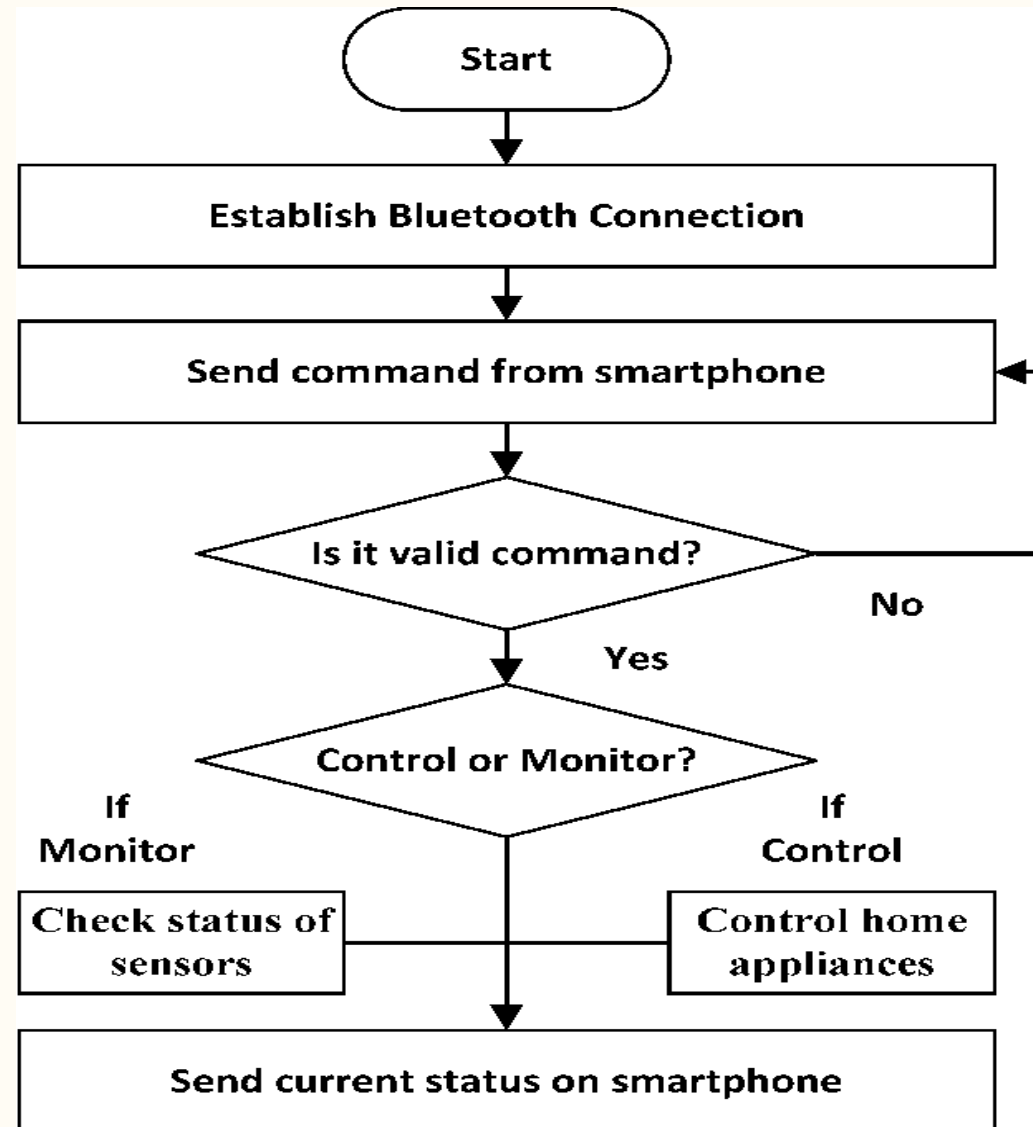 Start
Establish Bluetooth Connection
Send command from smartphone
Is it valid command?
No
Yes
Control or Monitor?
If
Monitor
If
Control
Check status of
sensors
Control home
appliances
Send current status on smartphone